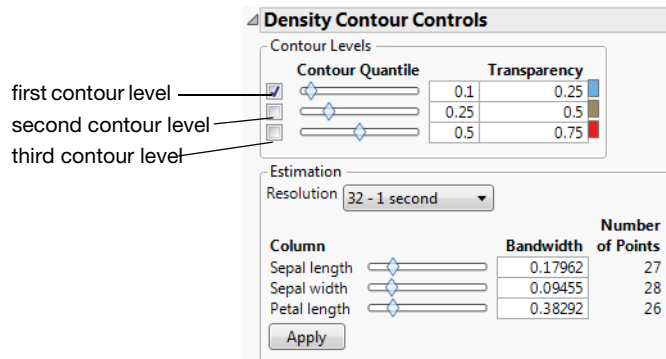 Density Contour Controls
Contour Levels
Contour Quantile Transparency
first contour level 0.1 0.25
second contour level 0.25 0.5
third contour level 0.5 0.75
Estimation
Resolution 32 - 1 second
Number
Column Bandwidth of Points
Sepal length 0.17962 27
Sepal width 0.09455 28
Petal length 0.38292 26
Apply